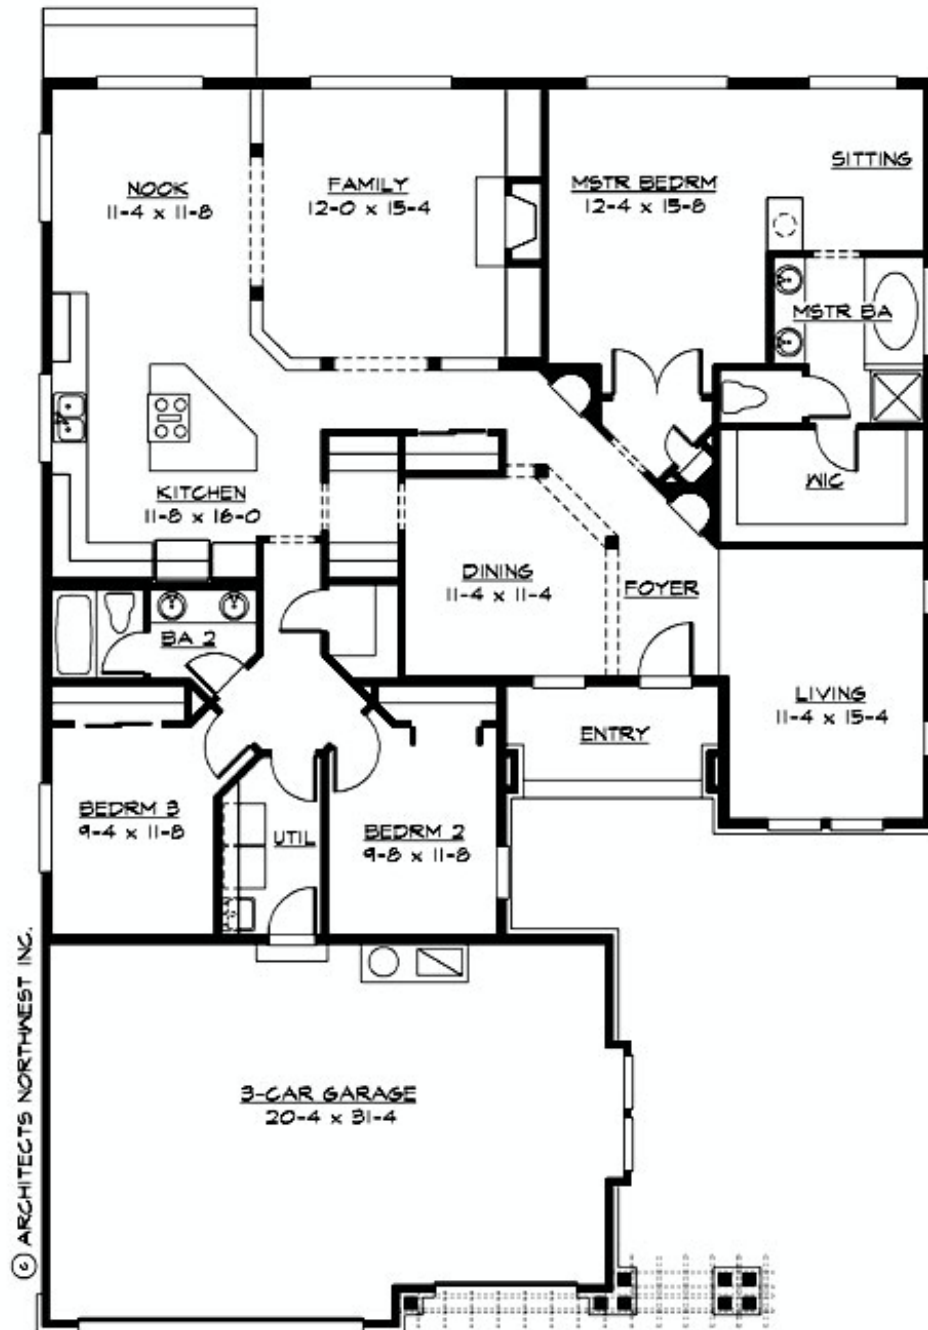 NOOK
11-4 x 11-8
FAMILY
12-0 x 15-4
MSTR BEDRM
12-4 x 15-8
SITTING
MSTR BA
WIC
KITCHEN
11-8 x 16-0
DINING
11-4 x 11-4
FOYER
BA 2
LIVING
11-4 x 15-4
ENTRY
BEDRM 3
9-4 x 11-8
UTIL
BEDRM 2
9-8 x 11-8
3-CAR GARAGE
20-4 x 31-4
© ARCHITECTS NORTHWEST INC.